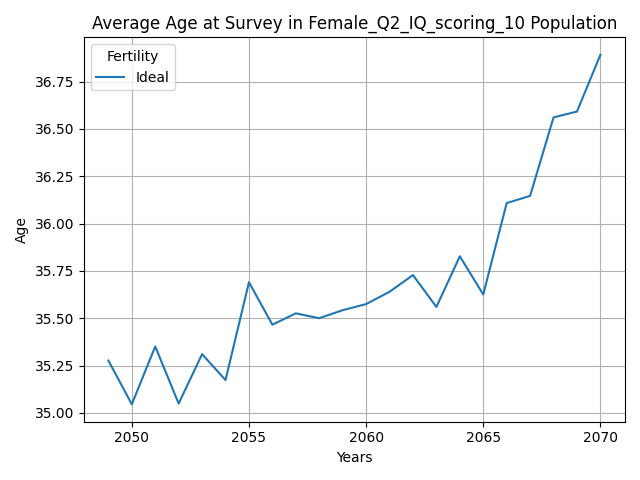 Average Age at Survey in Female_Q2_IQ_scoring_10 Population
Fertility
Ideal
36.75
36.50
36.25
36.00
35.75
35.50
35.25
35.00
Age
2050 2055 2060 2065 2070
Years